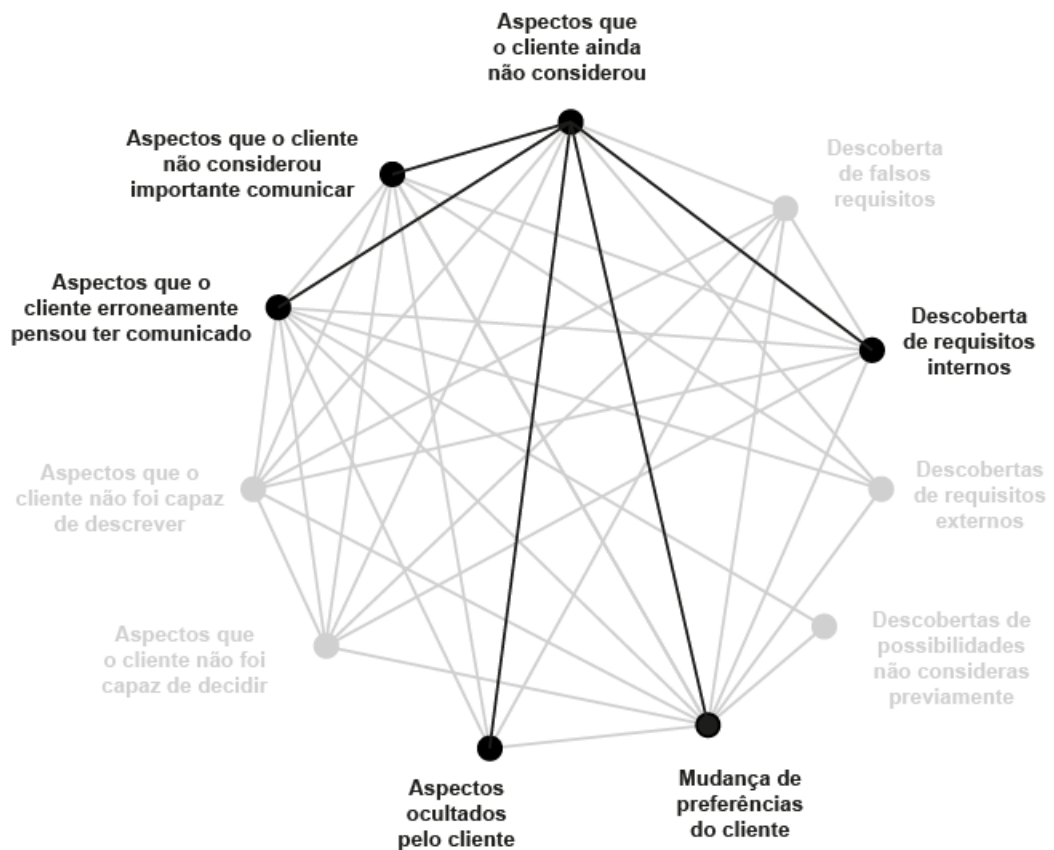 Aspectos que
o cliente ainda
não considerou
Aspectos que o cliente
não considerou
importante comunicar
Descoberta
de falsos
requisitos
Aspectos que o
cliente erroneamente
pensou ter comunicado
Descoberta
de requisitos
internos
Aspectos que o
cliente não foi capaz
de descrever
Descobertas
de requisitos
externos
Aspectos que
o cliente não foi
capaz de decidir
Descobertas de
possibilidades
não consideras
previamente
Aspectos
ocultados
pelo cliente
Mudança de
preferências
do cliente